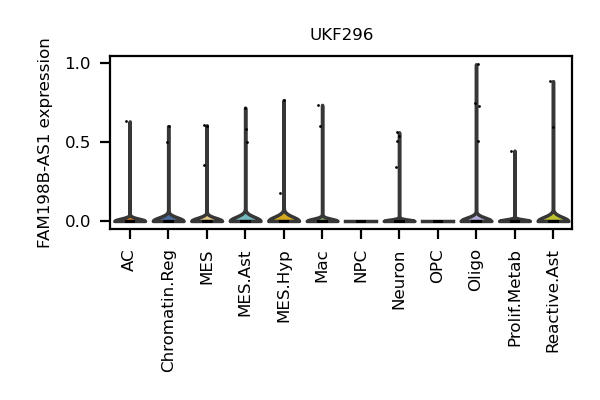 UKF296
FAM198B-AS1 expression
1.0
0.5
0.0
AC
Chromatin.Reg
MES
MES.Ast
MES.Hyp
Mac
NPC
Neuron
OPC
Oligo
Prolif.Metab
Reactive.Ast